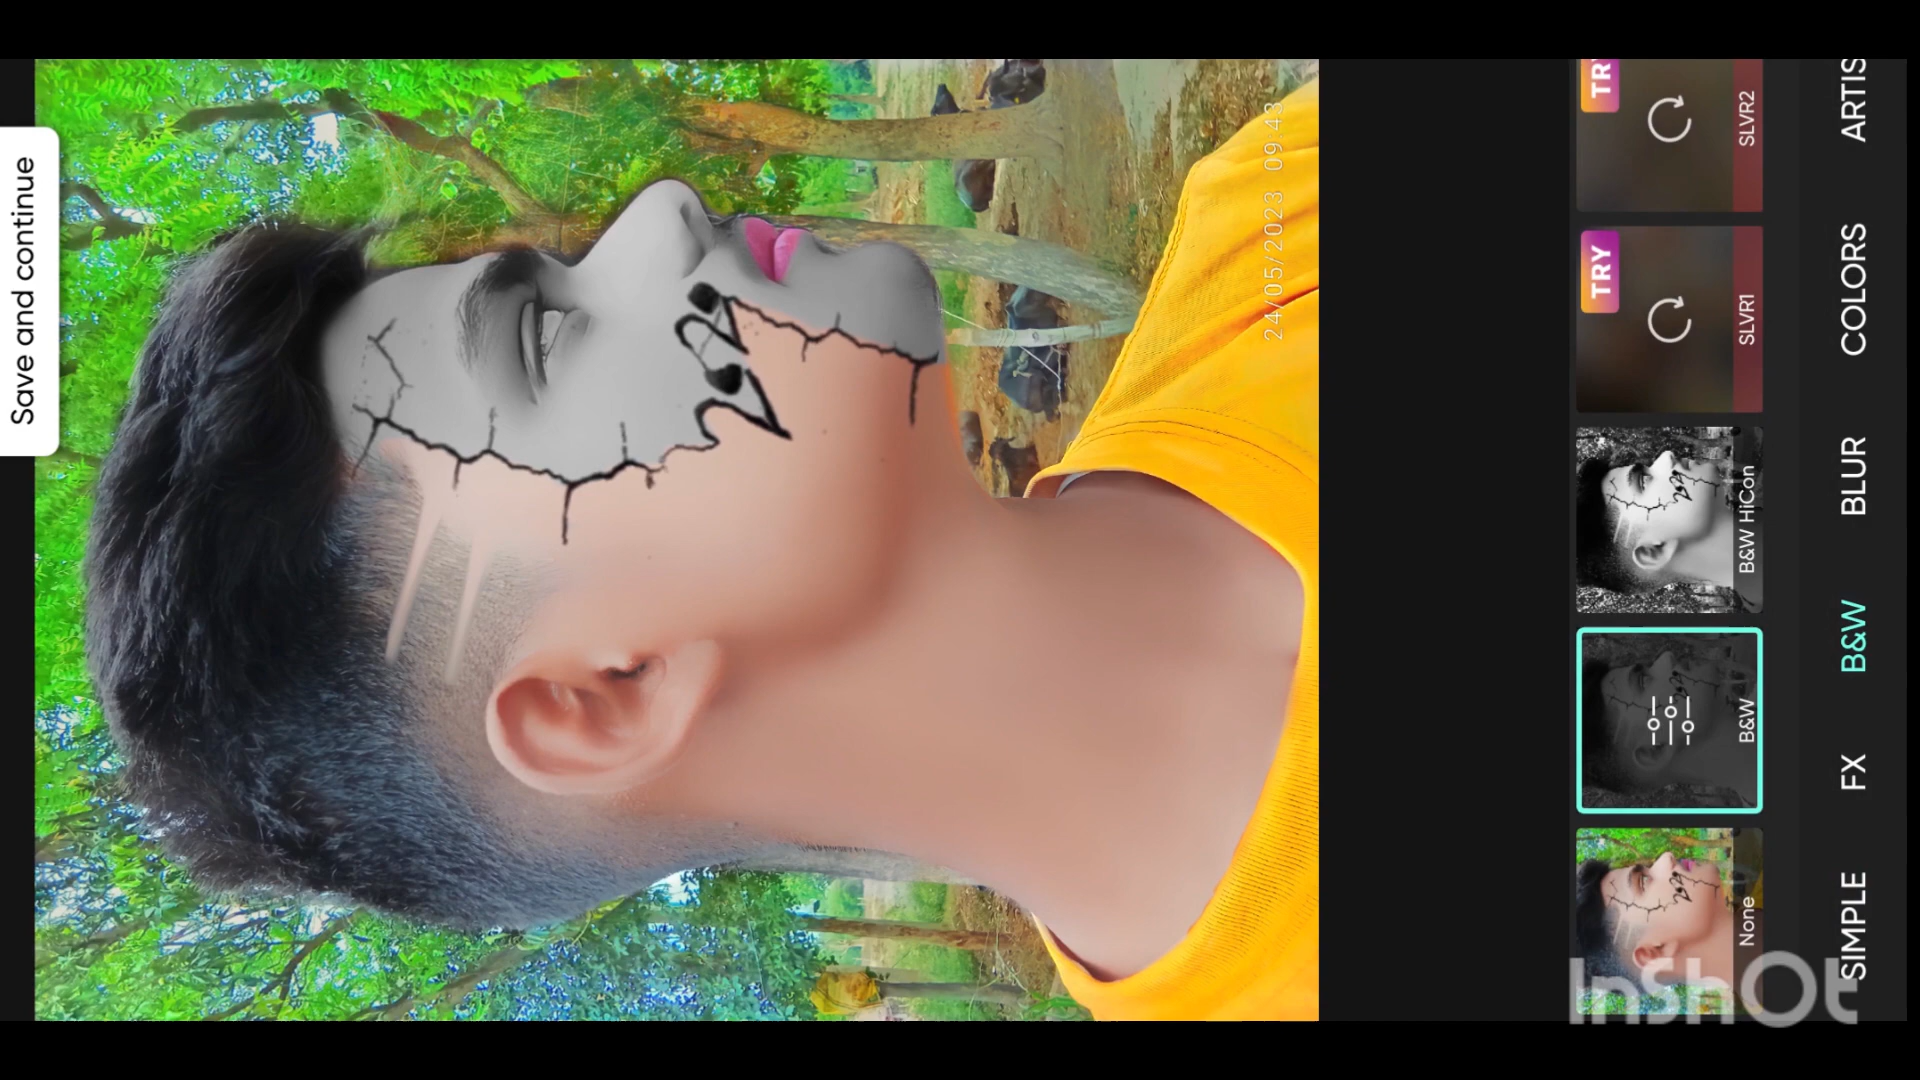 Save and continue
24/05/2023 09:43
None
B&W
B&W HiCon
TRY
SLVR1
TR
SLVR2
SIMPLE
FX
B&W
BLUR
COLORS
ARTIS
InShOt